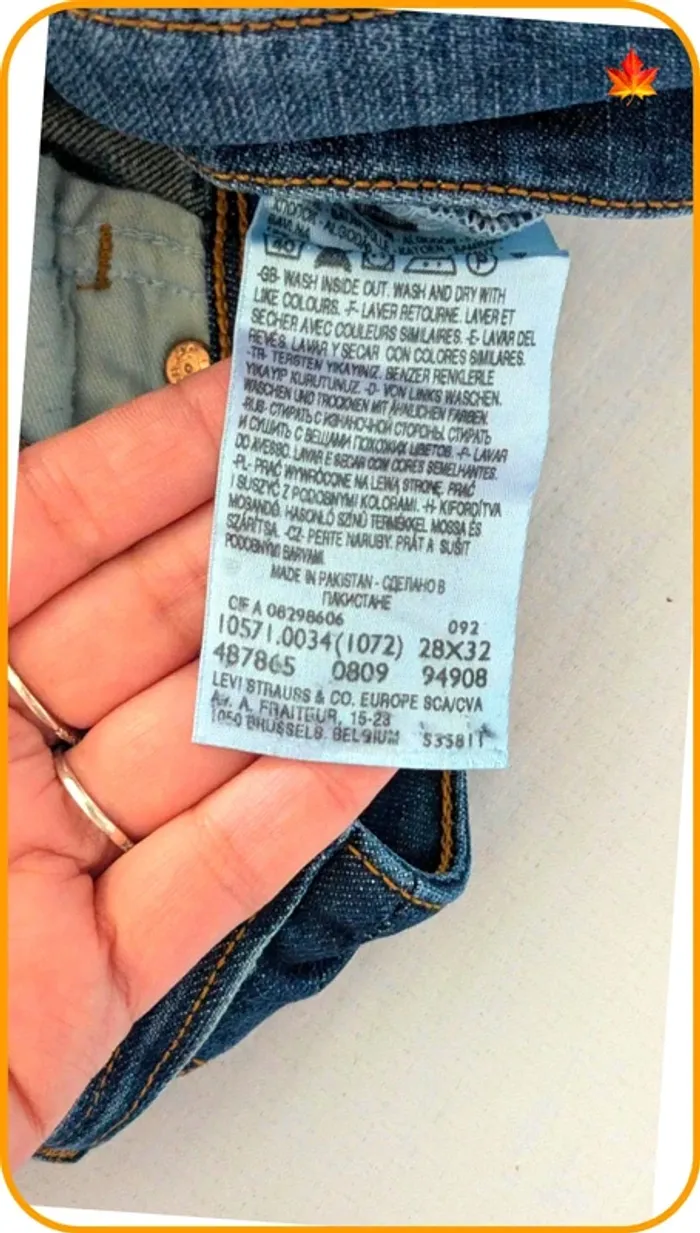 40 P
-GB- WASH INSIDE OUT. WASH AND DRY WITH
LIKE COLOURS. -F- LAVER RETOURNE. LAVER ET
SECHER AVEC COULEURS SIMILAIRES. -E- LAVAR DEL
REVES. LAVAR Y SECAR CON COLORES SIMILARES.
-TR- TERSTEN YIKAYINIZ. BENZER RENKLERLE
YIKAYIP KURUTUNUZ. -D- VON LINKS WASCHEN.
WASCHEN UND TROCKNEN MIT ÄHNLICHEN FARBEN.
-RUS- СТИРАТЬ С ИЗНАНОЧНОЙ СТОРОНЫ. СТИРАТЬ
И СУШИТЬ С ВЕЩАМИ ПОХОЖИХ ЦВЕТОВ. -P- LAVAR
DO AVESSO. LAVAR E SECAR COM CORES SEMELHANTES.
-PL- PRAĆ WYWRÓCONE NA LEWĄ STRONĘ. PRAĆ
I SUSZYĆ Z PODOBNYMI KOLORAMI. -H- KIFORDÍTVA
MOSANDÓ. HASONLÓ SZÍNŰ TERMÉKKEL MOSSA ÉS
SZÁRÍTSA. -CZ- PERTE NARUBY. PRÁT A SUŠIT
PODOBNÝMI BARVAMI.
MADE IN PAKISTAN - СДЕЛАНО В
ПАКИСТАНЕ
CIF A 08298606 092
10571.0034(1072) 28X32
487865 0809 94908
LEVI STRAUSS & CO. EUROPE SCA/CVA
AV. A. FRAITEUR, 15-23
1050 BRUSSELS. BELGIUM S35811